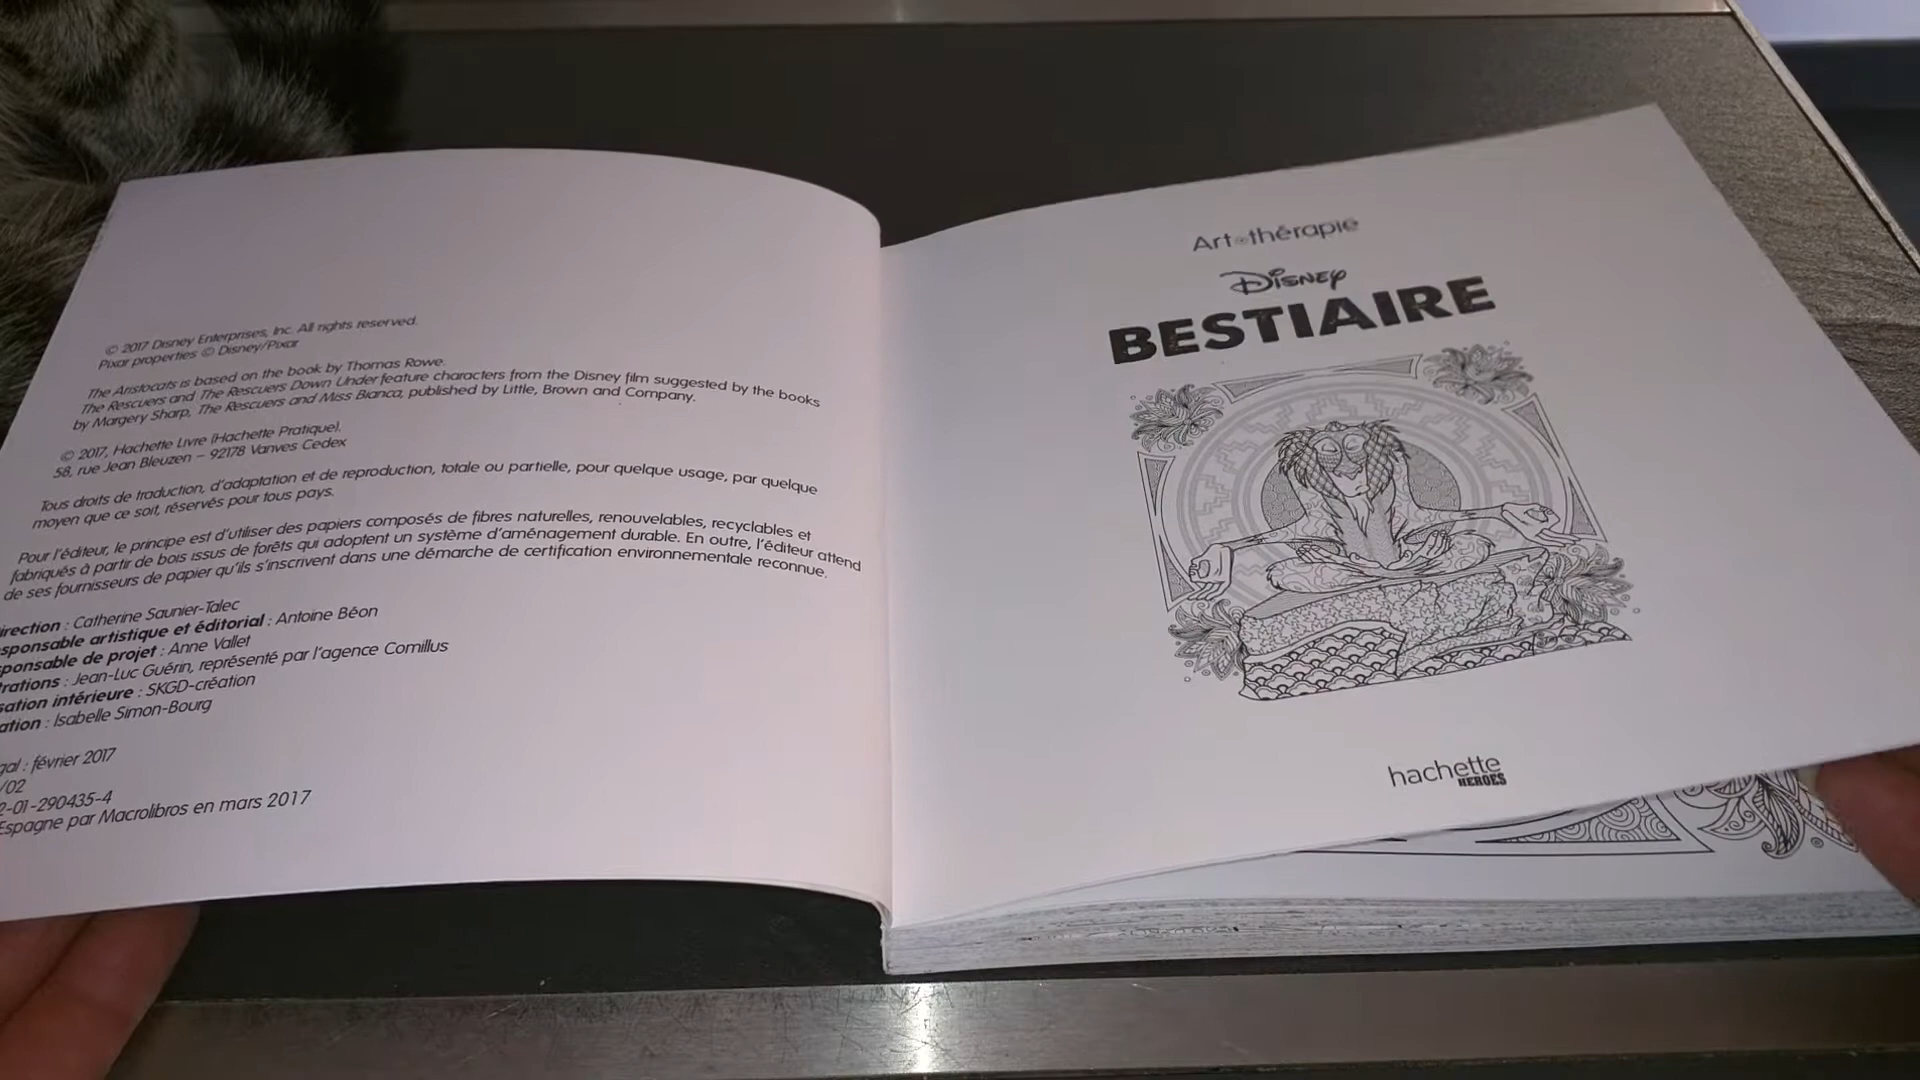 © 2017 Disney Enterprises, Inc. All rights reserved.
Pixar properties © Disney/Pixar
The Aristocats is based on the book by Thomas Rowe.
The Rescuers and The Rescuers Down Under feature characters from the Disney film suggested by the books
by Margery Sharp, The Rescuers and Miss Bianca, published by Little, Brown and Company.
© 2017, Hachette Livre (Hachette Pratique).
58, rue Jean Bleuzen – 92178 Vanves Cedex
Tous droits de traduction, d'adaptation et de reproduction, totale ou partielle, pour quelque usage, par quelque
moyen que ce soit, réservés pour tous pays.
Pour l'éditeur, le principe est d'utiliser des papiers composés de fibres naturelles, renouvelables, recyclables et
fabriqués à partir de bois issus de forêts qui adoptent un système d'aménagement durable. En outre, l'éditeur attend
de ses fournisseurs de papier qu'ils s'inscrivent dans une démarche de certification environnementale reconnue.
irection : Catherine Saunier-Talec
sponsable artistique et éditorial : Antoine Béon
sponsable de projet : Anne Vallet
trations : Jean-Luc Guérin, représenté par l'agence Comillus
sation intérieure : SKGD-création
ation : Isabelle Simon-Bourg
gal : février 2017
/02
2-01-290435-4
Espagne par Macrolibros en mars 2017
Art-thérapie
Disney
BESTIAIRE
hachette
HEROES